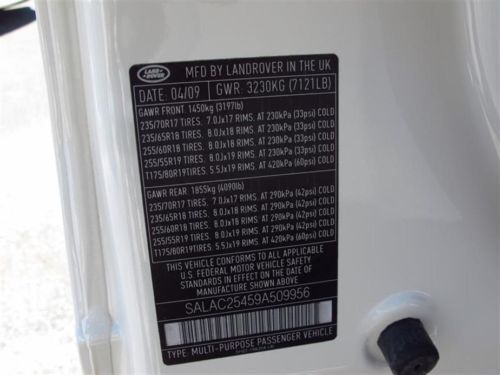 LAND-ROVER
MFD BY LANDROVER IN THE UK
DATE: 04/09 GWR. 3230KG (7121LB)
GAWR FRONT: 1450kg (3197lb)
235/70R17 TIRES. 7.0Jx17 RIMS. AT 230kPa (33psi) COLD
235/65R18 TIRES. 8.0Jx18 RIMS. AT 230kPa (33psi) COLD
255/60R18 TIRES. 8.0Jx18 RIMS. AT 230kPa (33psi) COLD
255/55R19 TIRES. 8.0Jx19 RIMS. AT 230kPa (33psi) COLD
T175/80R19TIRES. 5.5Jx19 RIMS. AT 420kPa (60psi) COLD
GAWR REAR: 1855kg (4090lb)
235/70R17 TIRES. 7.0Jx17 RIMS. AT 290kPa (42psi) COLD
235/65R18 TIRES. 8.0Jx18 RIMS. AT 290kPa (42psi) COLD
255/60R18 TIRES. 8.0Jx18 RIMS. AT 290kPa (42psi) COLD
255/55R19 TIRES. 8.0Jx19 RIMS. AT 290kPa (42psi) COLD
T175/80R19TIRES. 5.5Jx19 RIMS. AT 420kPa (60psi) COLD
THIS VEHICLE CONFORMS TO ALL APPLICABLE
U.S. FEDERAL MOTOR VEHICLE SAFETY
STANDARDS IN EFFECT ON THE DATE OF
MANUFACTURE SHOWN ABOVE.
SALAC25459A509956
TYPE: MULTI-PURPOSE PASSENGER VEHICLE